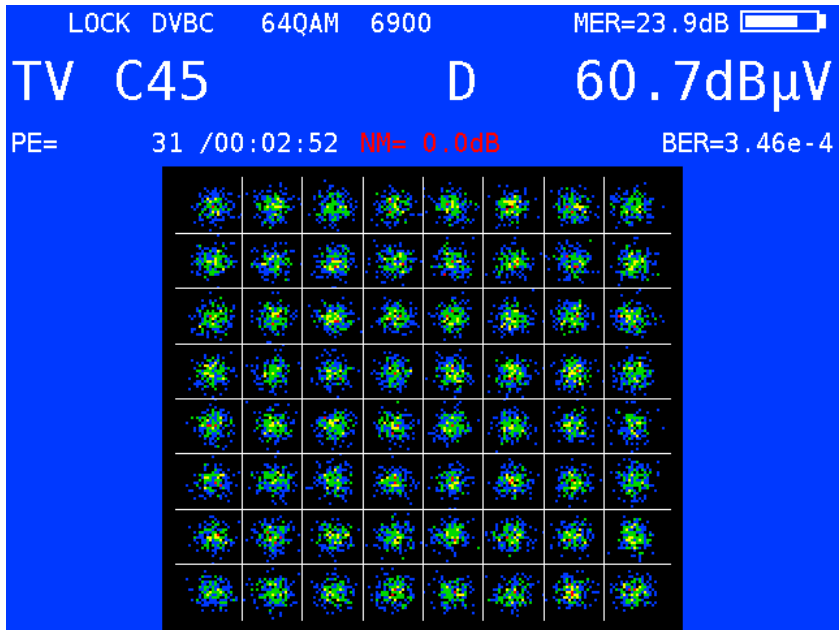 LOCK DVBC 64QAM 6900 MER=23.9dB
TV C45 D 60.7dBµV
PE= 31 /00:02:52 NM= 0.0dB BER=3.46e-4